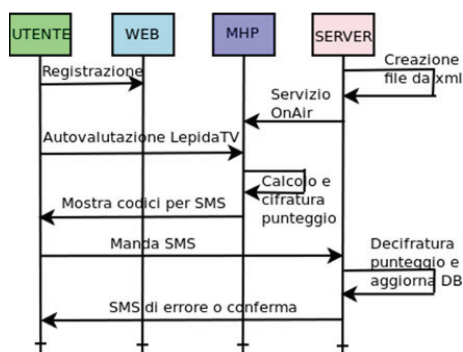 UTENTE
WEB
MHP
SERVER
Creazione
file da xml
Registrazione
Servizio
OnAir
Autovalutazione LepidaTV
Calcolo e
cifratura
punteggio
Mostra codici per SMS
Manda SMS
Decifratura
punteggio e
aggiorna DB
SMS di errore o conferma